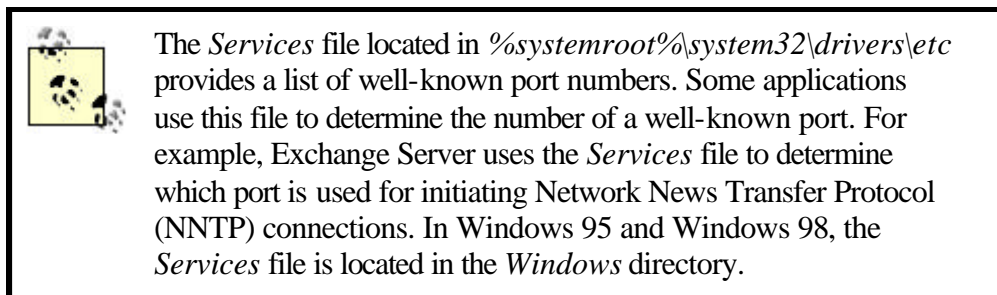 The Services file located in %systemroot%\system32\drivers\etc
provides a list of well-known port numbers. Some applications
use this file to determine the number of a well-known port. For
example, Exchange Server uses the Services file to determine
which port is used for initiating Network News Transfer Protocol
(NNTP) connections. In Windows 95 and Windows 98, the
Services file is located in the Windows directory.